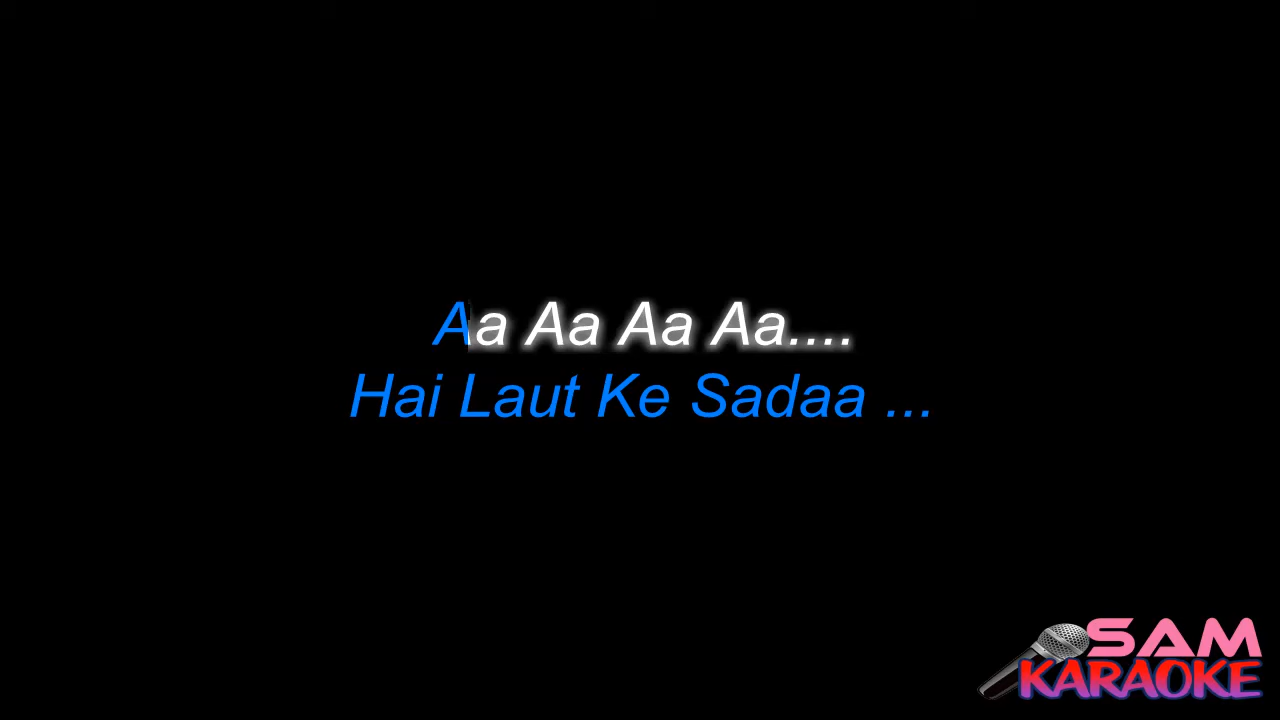 Aa Aa Aa Aa....
Hai Laut Ke Sadaa ...
SAM
KARAOKE